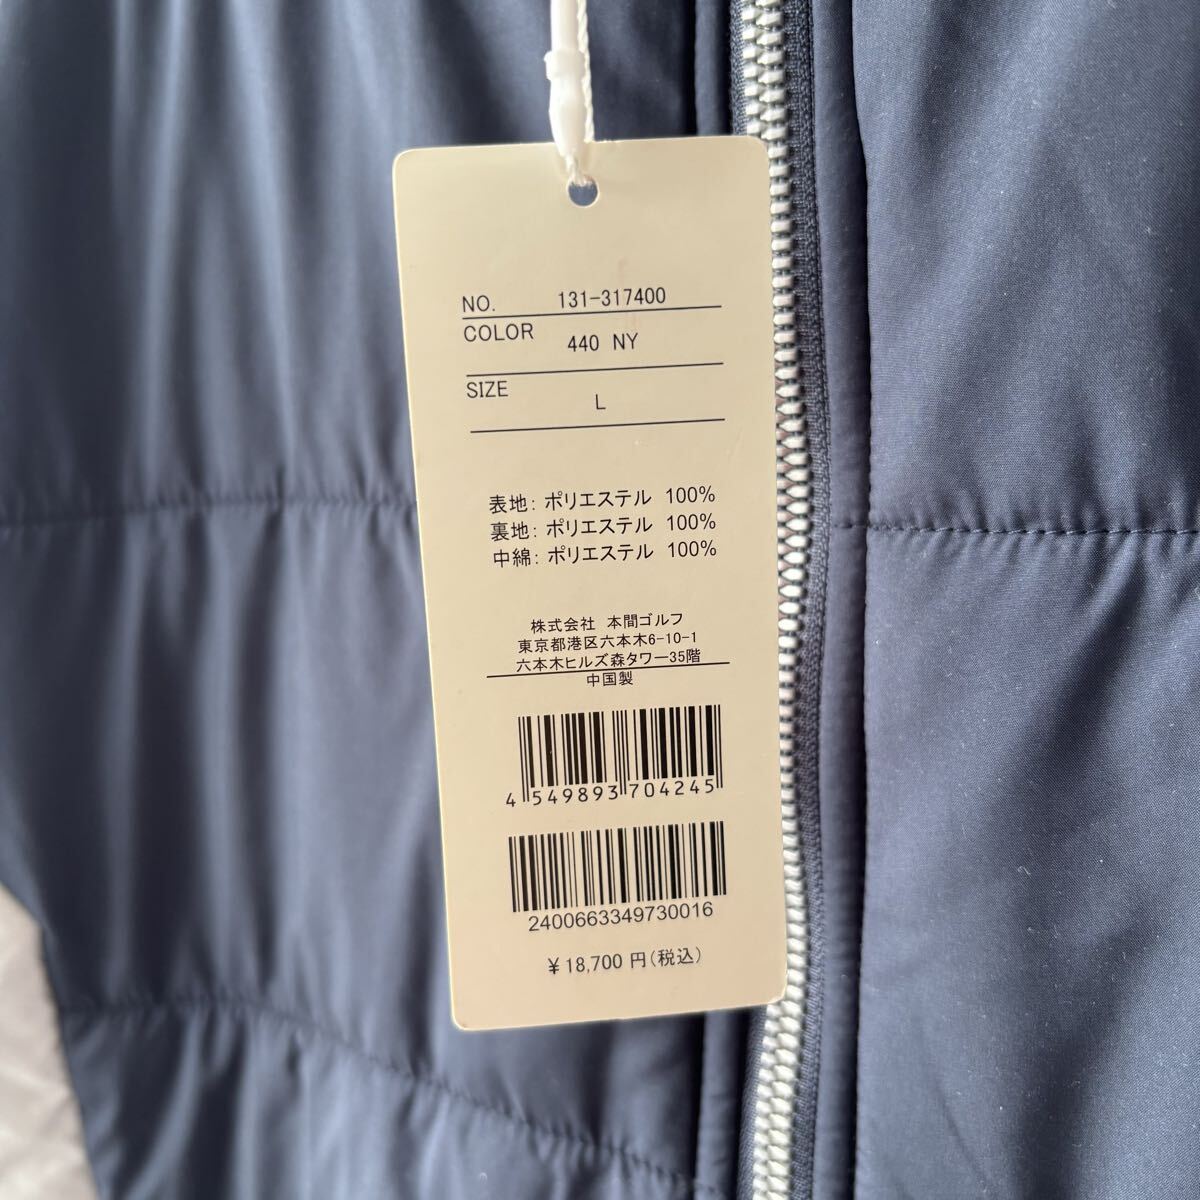 NO. 131-317400
COLOR 440 NY
SIZE L
表地: ポリエステル 100%
裏地: ポリエステル 100%
中綿: ポリエステル 100%
株式会社 本間ゴルフ
東京都港区六本木6-10-1
六本木ヒルズ森タワー35階
中国製
4 549893 704245
2400663349730016
¥18,700 円(税込)